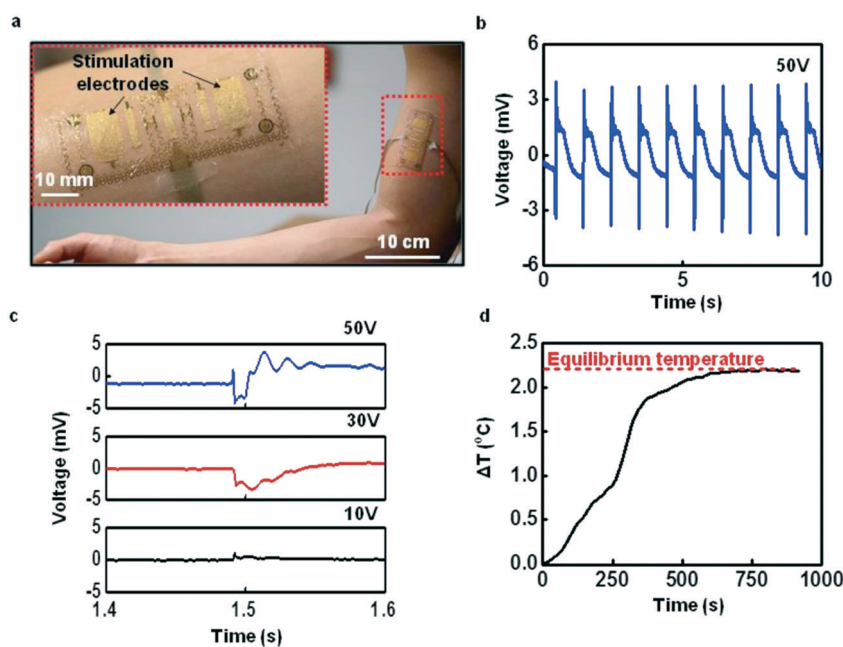 a
Stimulation
electrodes
10 mm
10 cm
b
50V
Voltage (mV)
6
3
0
-3
-6
0
5
10
Time (s)
c
50V
5
0
-5
30V
5
0
-5
10V
5
0
-5
Voltage (mV)
1.4
1.5
1.6
Time (s)
d
Equilibrium temperature
ΔT (°C)
2.5
2.0
1.5
1.0
0.5
0.0
0
250
500
750
1000
Time (s)